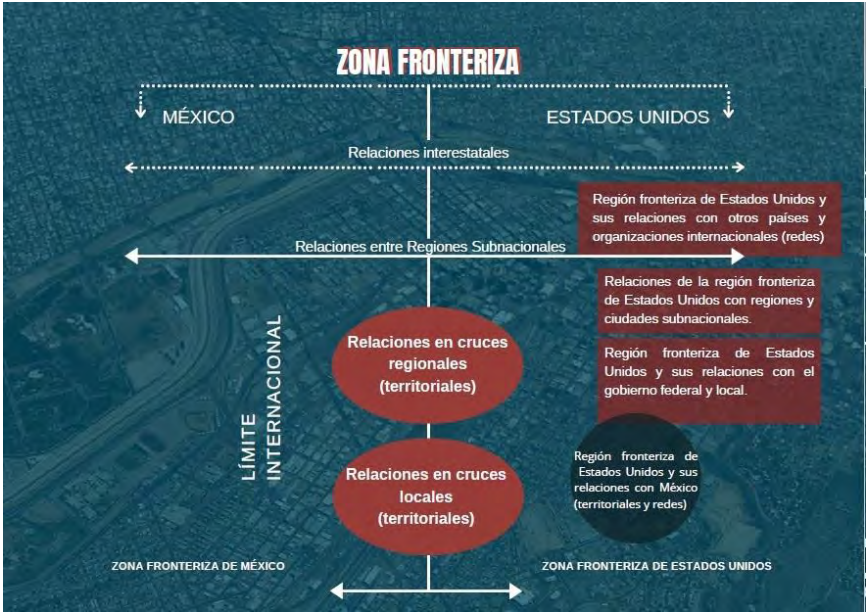 ZONA FRONTERIZA
MÉXICO
ESTADOS UNIDOS
Relaciones interestatales
Región fronteriza de Estados Unidos y
sus relaciones con otros países y
organizaciones internacionales (redes)
Relaciones entre Regiones Subnacionales
Relaciones de la región fronteriza
de Estados Unidos con regiones y
ciudades subnacionales.
LÍMITE
INTERNACIONAL
Relaciones en cruces
regionales
(territoriales)
Región fronteriza de Estados
Unidos y sus relaciones con el
gobierno federal y local.
Relaciones en cruces
locales
(territoriales)
Región fronteriza de
Estados Unidos y sus
relaciones con México
(territoriales y redes)
ZONA FRONTERIZA DE MÉXICO
ZONA FRONTERIZA DE ESTADOS UNIDOS